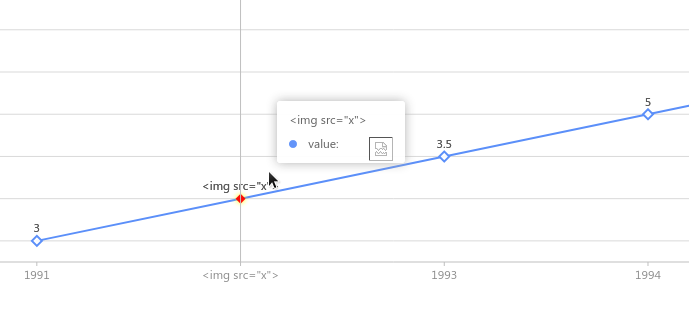 5
<img src="x">
value:
3.5
<img src="x">
3
1991
<img src="x">
1993
1994